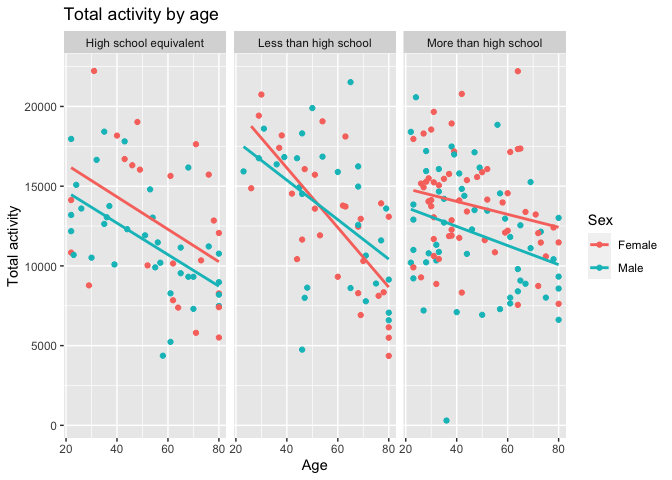 Total activity by age
High school equivalent
Less than high school
More than high school
20000
15000
10000
5000
0
20 40 60 80
20 40 60 80
20 40 60 80
Total activity
Age
Sex
Female
Male